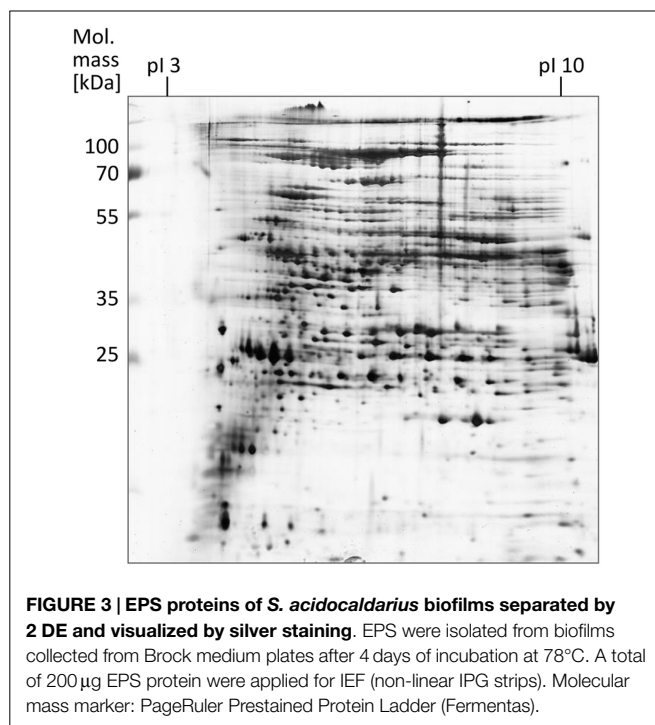 Mol.
mass
[kDa]
pI 3
pI 10
100
70
55
35
25
FIGURE 3 | EPS proteins of S. acidocaldarius biofilms separated by
2 DE and visualized by silver staining. EPS were isolated from biofilms
collected from Brock medium plates after 4 days of incubation at 78°C. A total
of 200 μg EPS protein were applied for IEF (non-linear IPG strips). Molecular
mass marker: PageRuler Prestained Protein Ladder (Fermentas).